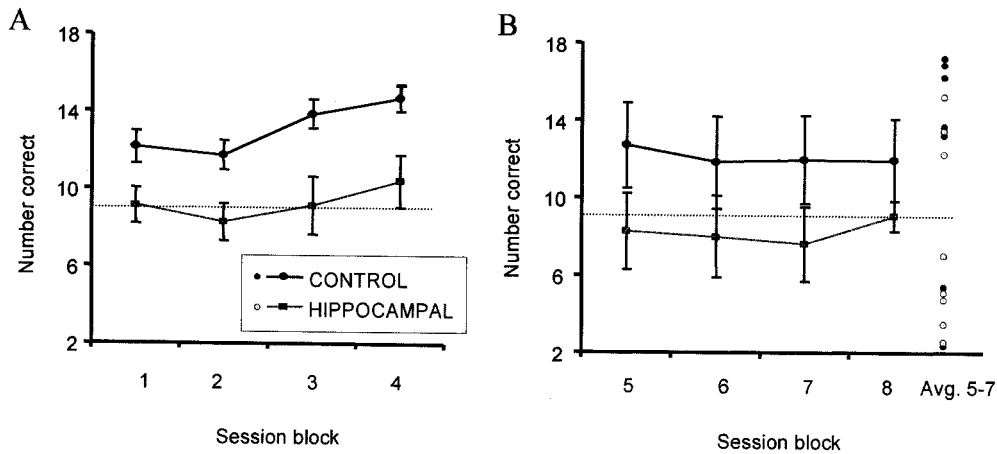 A
Number correct
18
14
10
6
2
CONTROL
HIPPOCAMPAL
1 2 3 4
Session block
B
Number correct
18
14
10
6
2
5 6 7 8 Avg. 5-7
Session block